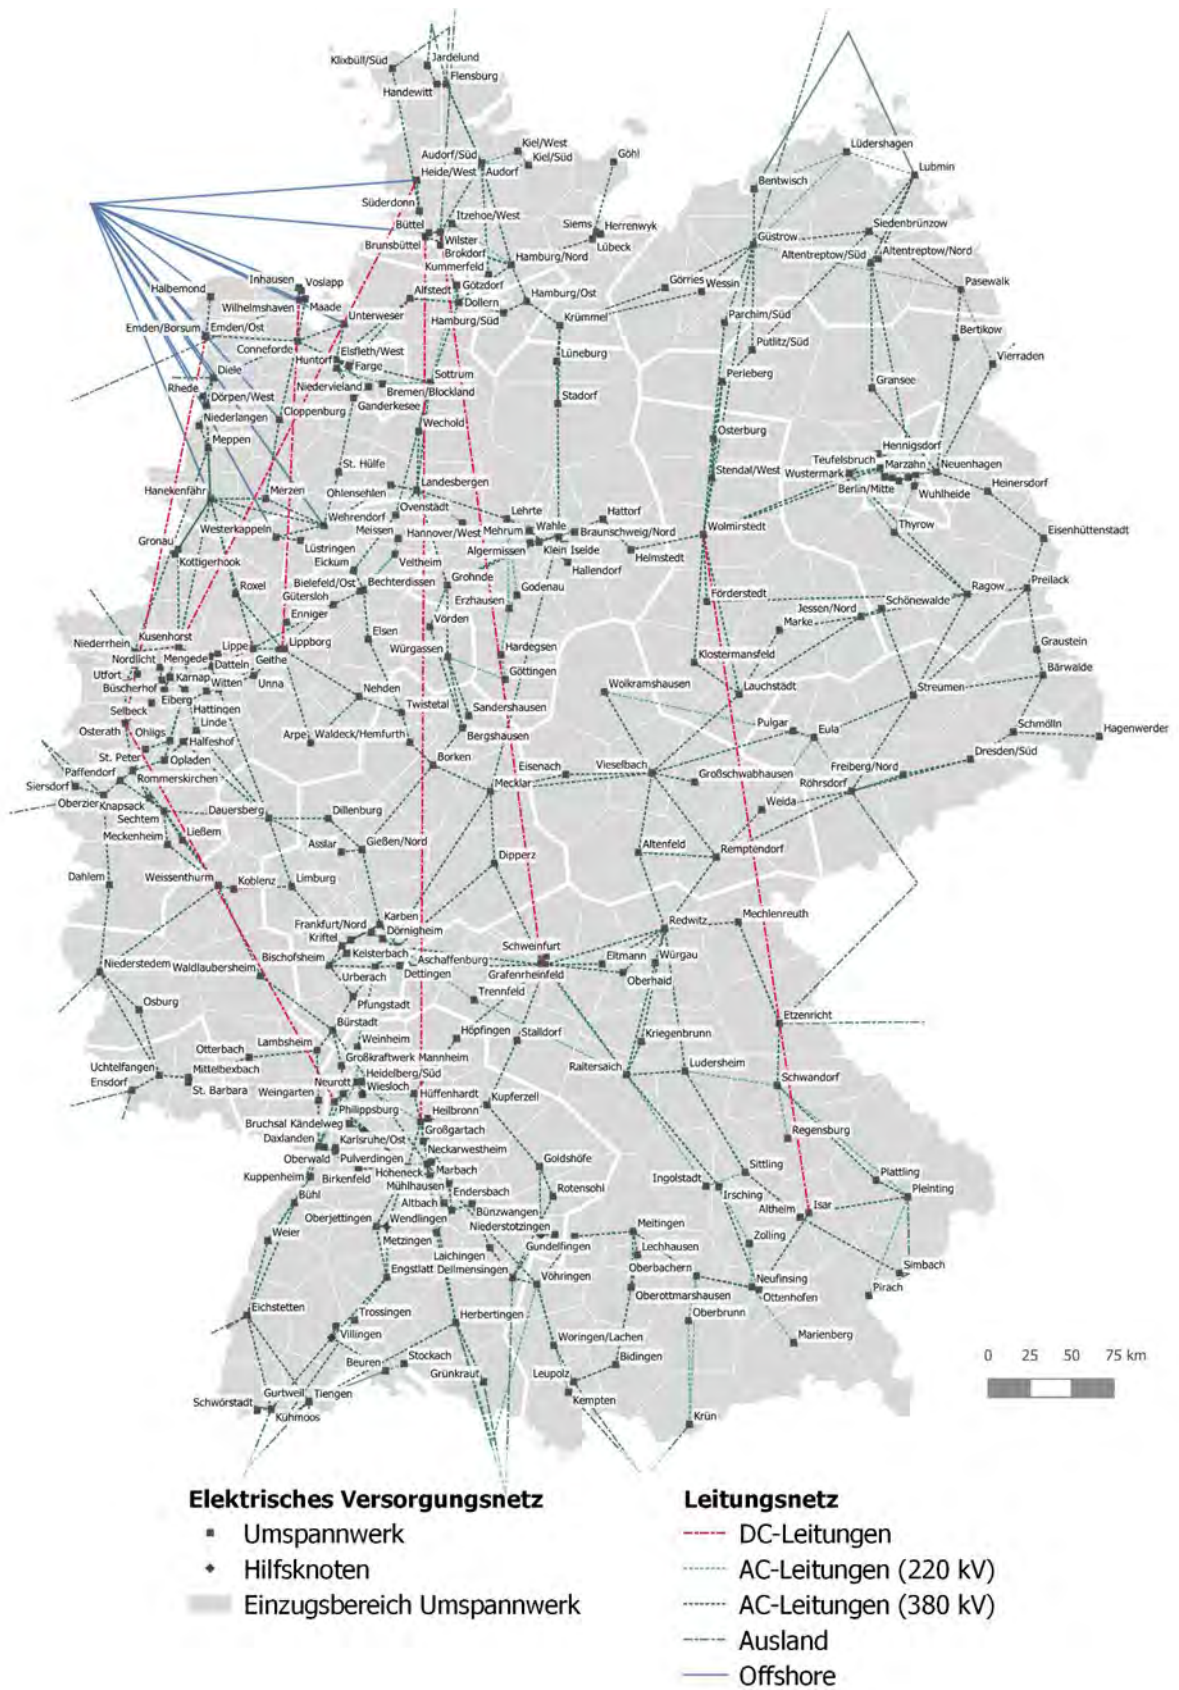 Klixbüll/Süd
Jardelund
Flensburg
Handewitt
Kiel/West
Audorf/Süd
Kiel/Süd
Göhl
Lüdershagen
Heide/West
Audorf
Lubmin
Bentwisch
Süderdonn
Itzehoe/West
Büttel
Siems
Herrenwyk
Siedenbrünzow
Brunsbüttel
Wilster
Güstrow
Lübeck
Brokdorf
Altentreptow/Nord
Altentreptow/Süd
Hamburg/Nord
Kummerfeld
Görries
Wessin
Inhausen
Voslapp
Halbemond
Götzdorf
Pasewalk
Alfstedt
Hamburg/Ost
Wilhelmshaven
Maade
Dollern
Unterweser
Hamburg/Süd
Krümmel
Parchim/Süd
Emden/Borsum
Emden/Ost
Bertikow
Putlitz/Süd
Conneforde
Elsfleth/West
Huntorf
Farge
Lüneburg
Vierraden
Diele
Sottrum
Perleberg
Rhede
Niedervieland
Gransee
Dörpen/West
Bremen/Blockland
Stadorf
Ganderkesee
Niederlangen
Cloppenburg
Wechold
Osterburg
Meppen
Hennigsdorf
Teufelsbruch
Marzahn
Neuenhagen
St. Hülfe
Stendal/West
Wustermark
Ohlensehlen
Landesbergen
Heinersdorf
Hanekenfähr
Merzen
Berlin/Mitte
Wuhlheide
Ovenstädt
Lehrte
Hattorf
Wehrendorf
Wahle
Westerkappeln
Meissen
Hannover/West
Mehrum
Braunschweig/Nord
Wolmirstedt
Thyrow
Eisenhüttenstadt
Gronau
Lüstringen
Algermissen
Klein Ilselde
Helmstedt
Kottigerhook
Eickum
Veltheim
Hallendorf
Roxel
Bielefeld/Ost
Bechterdissen
Grohnde
Godenau
Ragow
Preilack
Gütersloh
Erzhausen
Förderstedt
Schönewalde
Jessen/Nord
Enniger
Vörden
Marke
Kusenhorst
Elsen
Niederrhein
Lippe
Lippborg
Würgassen
Hardegsen
Graustein
Nordlicht
Mengede
Geithe
Klostermansfeld
Datteln
Bärwalde
Utfort
Karnap
Göttingen
Büscherhof
Witten
Unna
Wolkramshausen
Lauchstädt
Streumen
Eiberg
Nehden
Selbeck
Hattingen
Twistetal
Sandershausen
Linde
Pulgar
Schmölln
Osterath
Ohligs
Halfeshof
Arpe
Waldeck/Hemfurth
Bergshausen
Eula
Hagenwerder
St. Peter
Opladen
Dresden/Süd
Paffendorf
Borken
Eisenach
Vieselbach
Freiberg/Nord
Rommerskirchen
Großschwabhausen
Siersdorf
Mecklar
Röhrsdorf
Oberzier
Knapsack
Dauersberg
Dillenburg
Weida
Sechtem
Meckenheim
Ließem
Gießen/Nord
Asslar
Altenfeld
Remptendorf
Dipperz
Dahlem
Weissenthurm
Koblenz
Limburg
Karben
Frankfurt/Nord
Redwitz
Mechlenreuth
Kriftel
Dörnigheim
Schweinfurt
Kelsterbach
Bischofsheim
Aschaffenburg
Eltmann
Würgau
Niederstedem
Waldlaubersheim
Urberach
Dettingen
Grafenrheinfeld
Oberhaid
Trennfeld
Osburg
Pfungstadt
Etzenricht
Bürstadt
Höpfingen
Stalldorf
Kriegenbrunn
Lambsheim
Weinheim
Otterbach
Großkraftwerk Mannheim
Uchtelfangen
Mittelbexbach
Heidelberg/Süd
Raitersaich
Ludersheim
Ensdorf
Neurott
Schwandorf
St. Barbara
Weingarten
Wiesloch
Hüffenhardt
Kupferzell
Philippsburg
Heilbronn
Bruchsal Kändelweg
Großgartach
Regensburg
Daxlanden
Karlsruhe/Ost
Neckarwestheim
Oberwald
Pulverdingen
Goldshöfe
Hoheneck
Marbach
Sittling
Kuppenheim
Birkenfeld
Plattling
Mühlhausen
Ingolstadt
Pleinting
Bühl
Endersbach
Rotensohl
Irsching
Altbach
Bünzwangen
Altheim
Isar
Oberjettingen
Wendlingen
Niederstotzingen
Meitingen
Weier
Metzingen
Zolling
Laichingen
Gundelfingen
Lechhausen
Engstlatt
Dellmensingen
Oberbachern
Simbach
Vöhringen
Neufinsing
Oberottmarshausen
Ottenhofen
Pirach
Eichstetten
Trossingen
Herbertingen
Oberbrunn
Villingen
Woringen/Lachen
Marienberg
Stockach
Beuren
Bidingen
Grünkraut
Leupolz
Gurtweil
Tiengen
Schwörstadt
Kempten
Kühmoos
Krün
0 25 50 75 km
Elektrisches Versorgungsnetz
Umspannwerk
Hilfsknoten
Einzugsbereich Umspannwerk
Leitungsnetz
DC-Leitungen
AC-Leitungen (220 kV)
AC-Leitungen (380 kV)
Ausland
Offshore